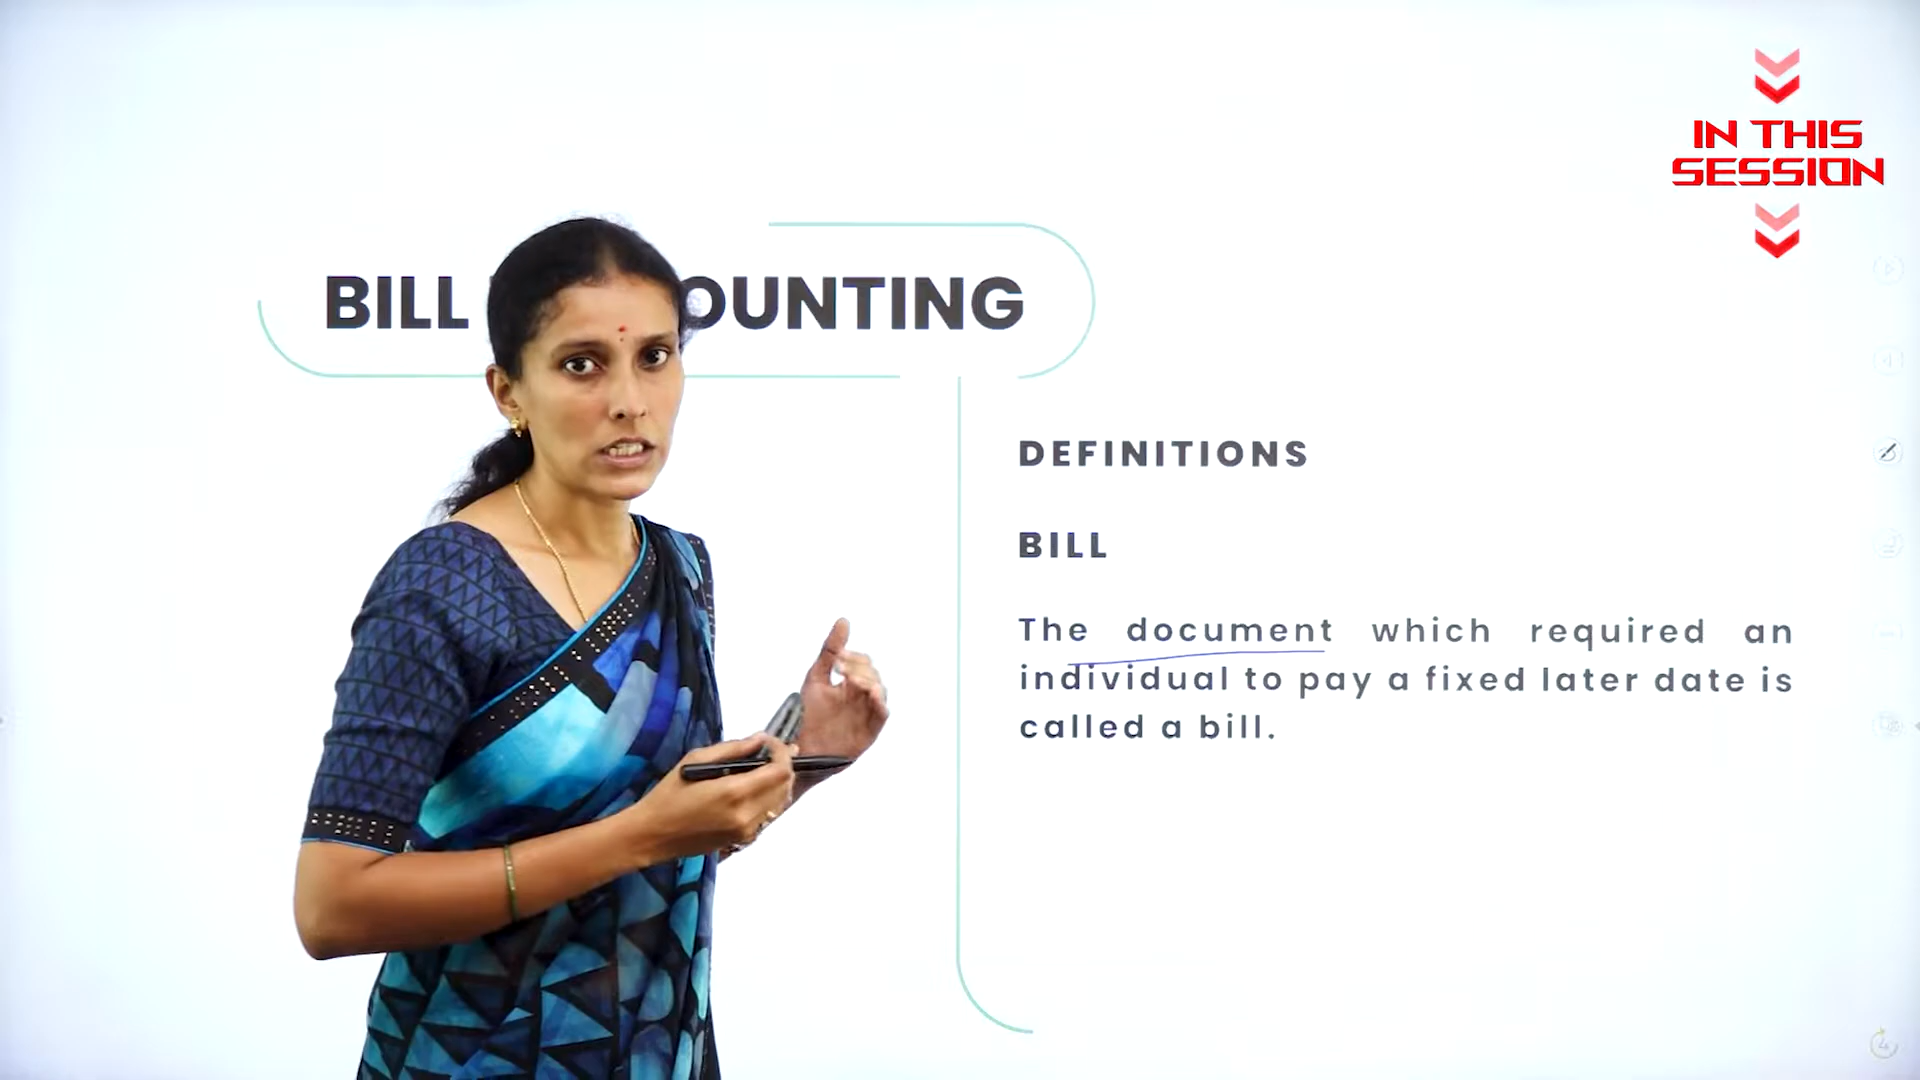 IN THIS
SESSION
BILL OUNTING
DEFINITIONS
BILL
The document which required an
individual to pay a fixed later date is
called a bill.